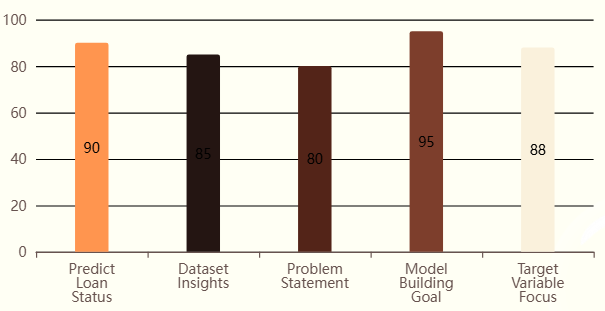 100
80
60
40
20
0
90
85
80
95
88
Predict
Loan
Status
Dataset
Insights
Problem
Statement
Model
Building
Goal
Target
Variable
Focus